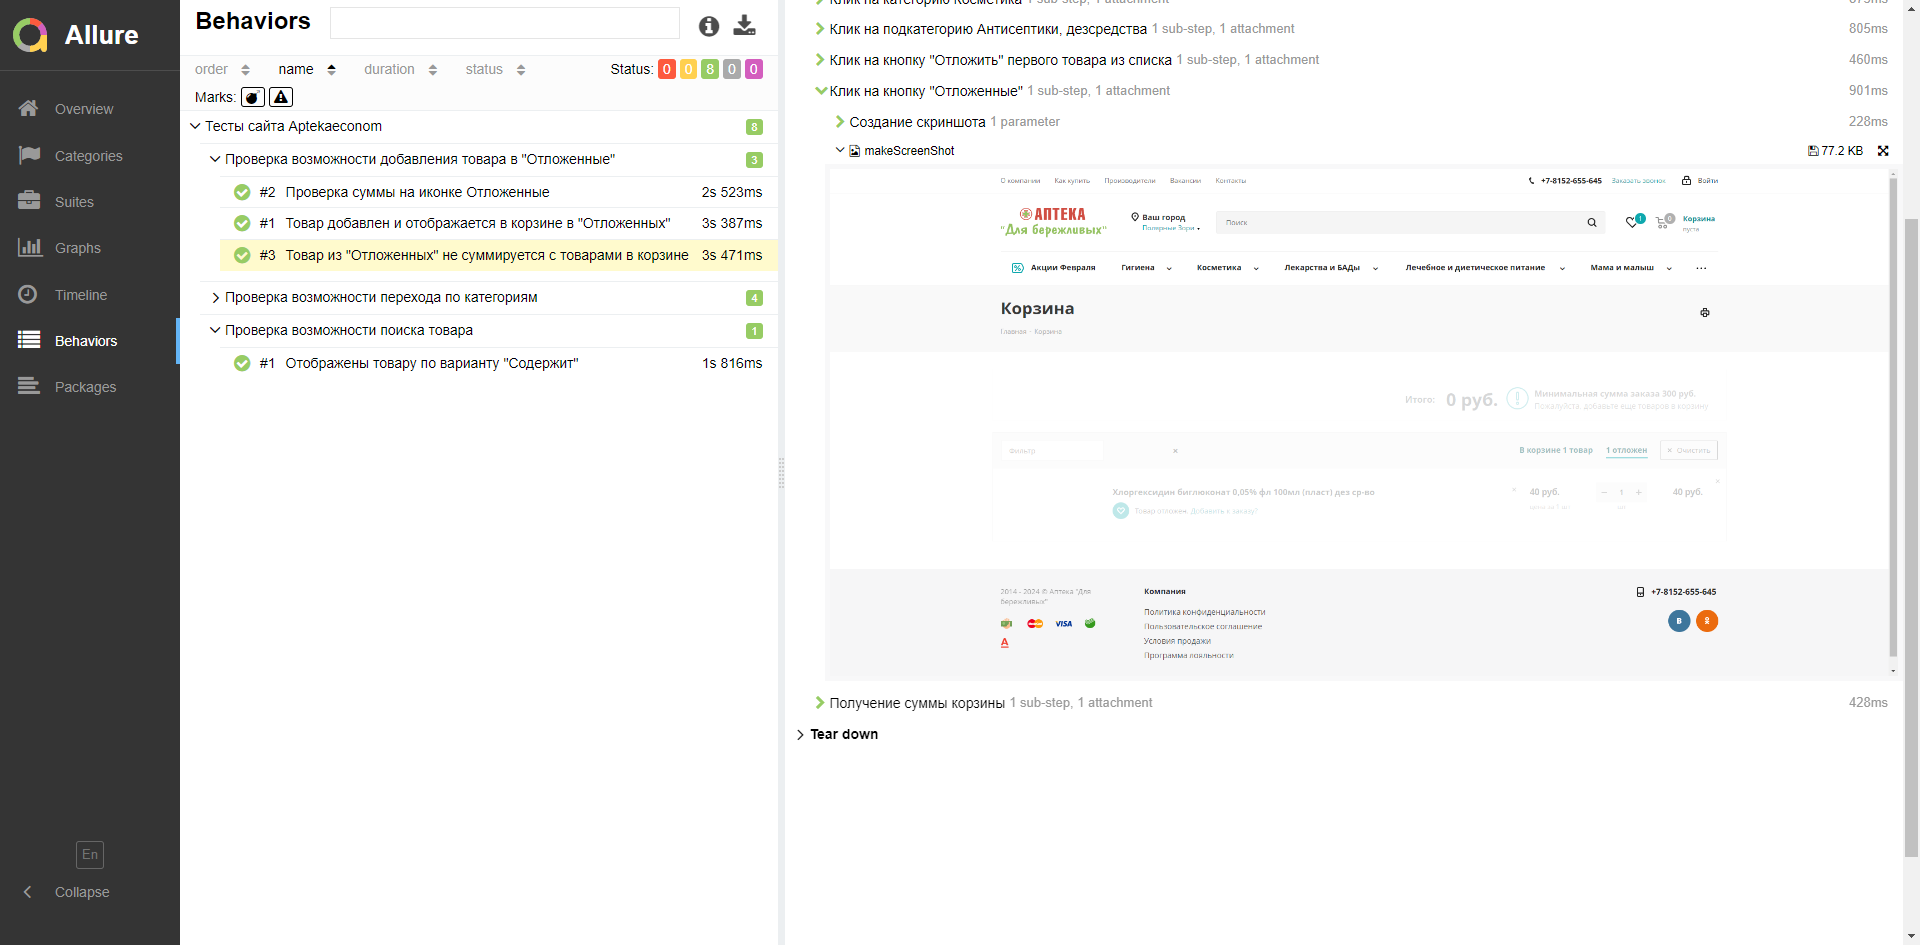 Allure
Overview
Categories
Suites
Graphs
Timeline
Behaviors
Packages
En
Collapse
Behaviors
order name duration status Status: 0 0 8 0 0
Marks:
Тесты сайта Aptekaeconom 8
Проверка возможности добавления товара в "Отложенные" 3
#2 Проверка суммы на иконке Отложенные 2s 523ms
#1 Товар добавлен и отображается в корзине в "Отложенных" 3s 387ms
#3 Товар из "Отложенных" не суммируется с товарами в корзине 3s 471ms
Проверка возможности перехода по категориям 4
Проверка возможности поиска товара 1
#1 Отображены товару по варианту "Содержит" 1s 816ms
Клик на подкатегорию Антисептики, дезсредства 1 sub-step, 1 attachment 805ms
Клик на кнопку "Отложить" первого товара из списка 1 sub-step, 1 attachment 460ms
Клик на кнопку "Отложенные" 1 sub-step, 1 attachment 901ms
Создание скриншота 1 parameter 228ms
makeScreenShot 77.2 KB
О компании Как купить Производители Вакансии Контакты +7-8152-655-645 Заказать звонок Войти
АПТЕКА
"Для бережливых"
Ваш город
Полярные Зори
Поиск
1 0 Корзина
пуста
% Акции Февраля Гигиена Косметика Лекарства и БАДы Лечебное и диетическое питание Мама и малыш ...
Корзина
Главная - Корзина
Итого: 0 руб. Минимальная сумма заказа 300 руб.
Пожалуйста, добавьте еще товаров в корзину
Фильтр × В корзине 1 товар 1 отложен × Очистить
Хлоргексидин биглюконат 0,05% фл 100мл (пласт) дез ср-во 40 руб. − 1 + 40 руб.
Товар отложен. Добавить к заказу?
2014 - 2024 © Аптека "Для
бережливых"
VISA
А
Компания
Политика конфиденциальности
Пользовательское соглашение
Условия продажи
Программа лояльности
+7-8152-655-645
Получение суммы корзины 1 sub-step, 1 attachment 428ms
Tear down